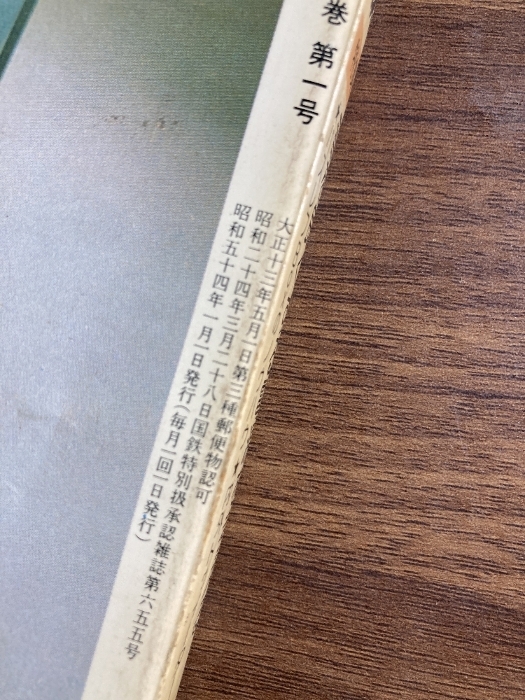 巻 第一号
大正十三年五月一日第三種郵便物認可
昭和二十四年三月二十八日国鉄特別扱承認雑誌第六五五号
昭和五十四年一月一日発行(毎月一回一日発行)